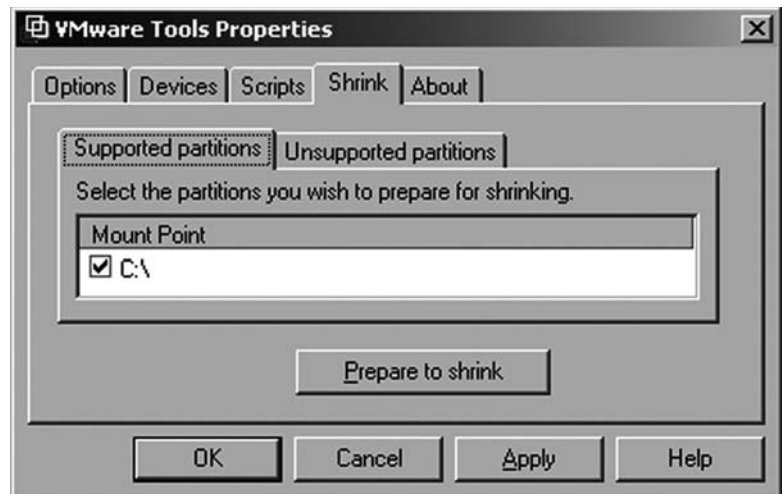 VMware Tools Properties
Options Devices Scripts Shrink About
Supported partitions Unsupported partitions
Select the partitions you wish to prepare for shrinking.
Mount Point
C:\
Prepare to shrink
OK Cancel Apply Help